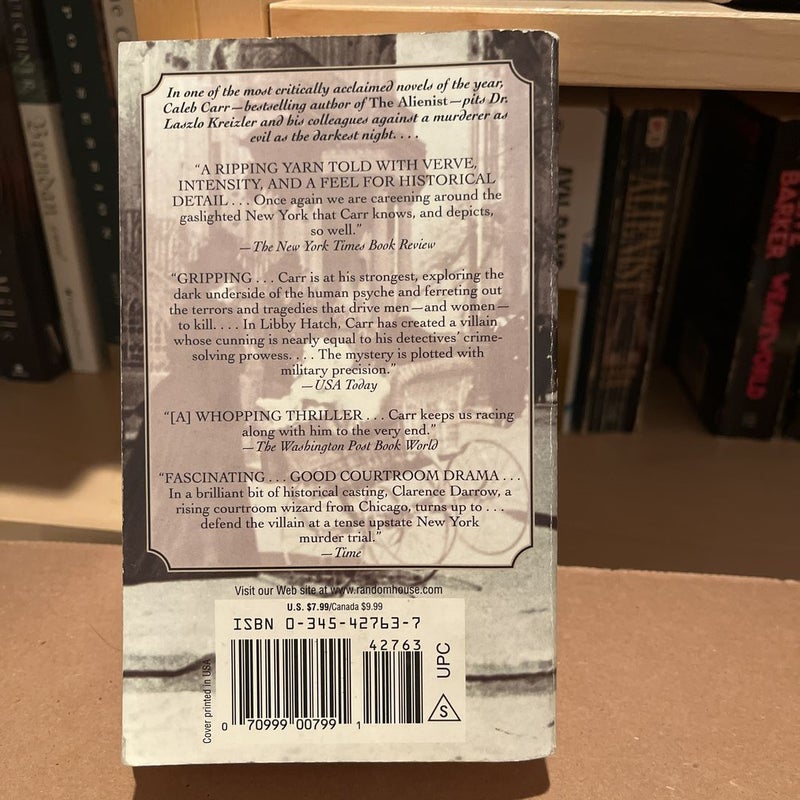 In one of the most critically acclaimed novels of the year,
Caleb Carr—bestselling author of The Alienist—pits Dr.
Laszlo Kreizler and his colleagues against a murderer as
evil as the darkest night. . . .
“A RIPPING YARN TOLD WITH VERVE,
INTENSITY, AND A FEEL FOR HISTORICAL
DETAIL . . . Once again we are careening around the
gaslighted New York that Carr knows, and depicts,
so well.”
—The New York Times Book Review
“GRIPPING . . . Carr is at his strongest, exploring the
dark underside of the human psyche and ferreting out
the terrors and tragedies that drive men—and women—
to kill. . . . In Libby Hatch, Carr has created a villain
whose cunning is nearly equal to his detectives’ crime-
solving prowess. . . . The mystery is plotted with
military precision.”
—USA Today
“[A] WHOPPING THRILLER . . . Carr keeps us racing
along with him to the very end.”
—The Washington Post Book World
“FASCINATING . . . GOOD COURTROOM DRAMA . . .
In a brilliant bit of historical casting, Clarence Darrow, a
rising courtroom wizard from Chicago, turns up to . . .
defend the villain at a tense upstate New York
murder trial.”
—Time
Visit our Web site at www.randomhouse.com
U.S. $7.99/Canada $9.99
ISBN 0-345-42763-7
42763
UPC
S
0 70999 00799 1
Cover printed in USA
Mills
ALIENIST
BARKER
WEAVEWORLD